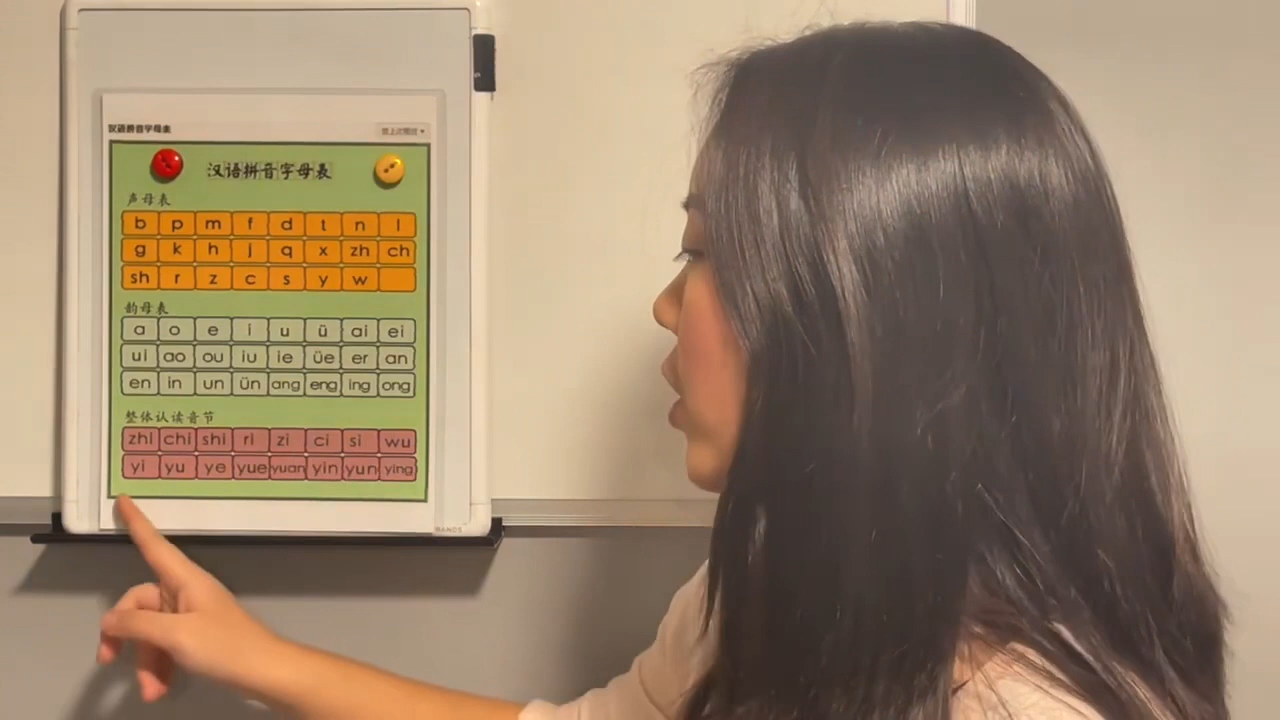 汉语拼音字母表
汉语拼音字母表
声母表
b p m f d t n l
g k h j q x zh ch
sh r z c s y w
韵母表
a o e i u ü ai ei
ui ao ou iu ie üe er an
en in un ün ang eng ing ong
整体认读音节
zhi chi shi ri zi ci si wu
yi yu ye yue yuan yin yun ying
BANDS